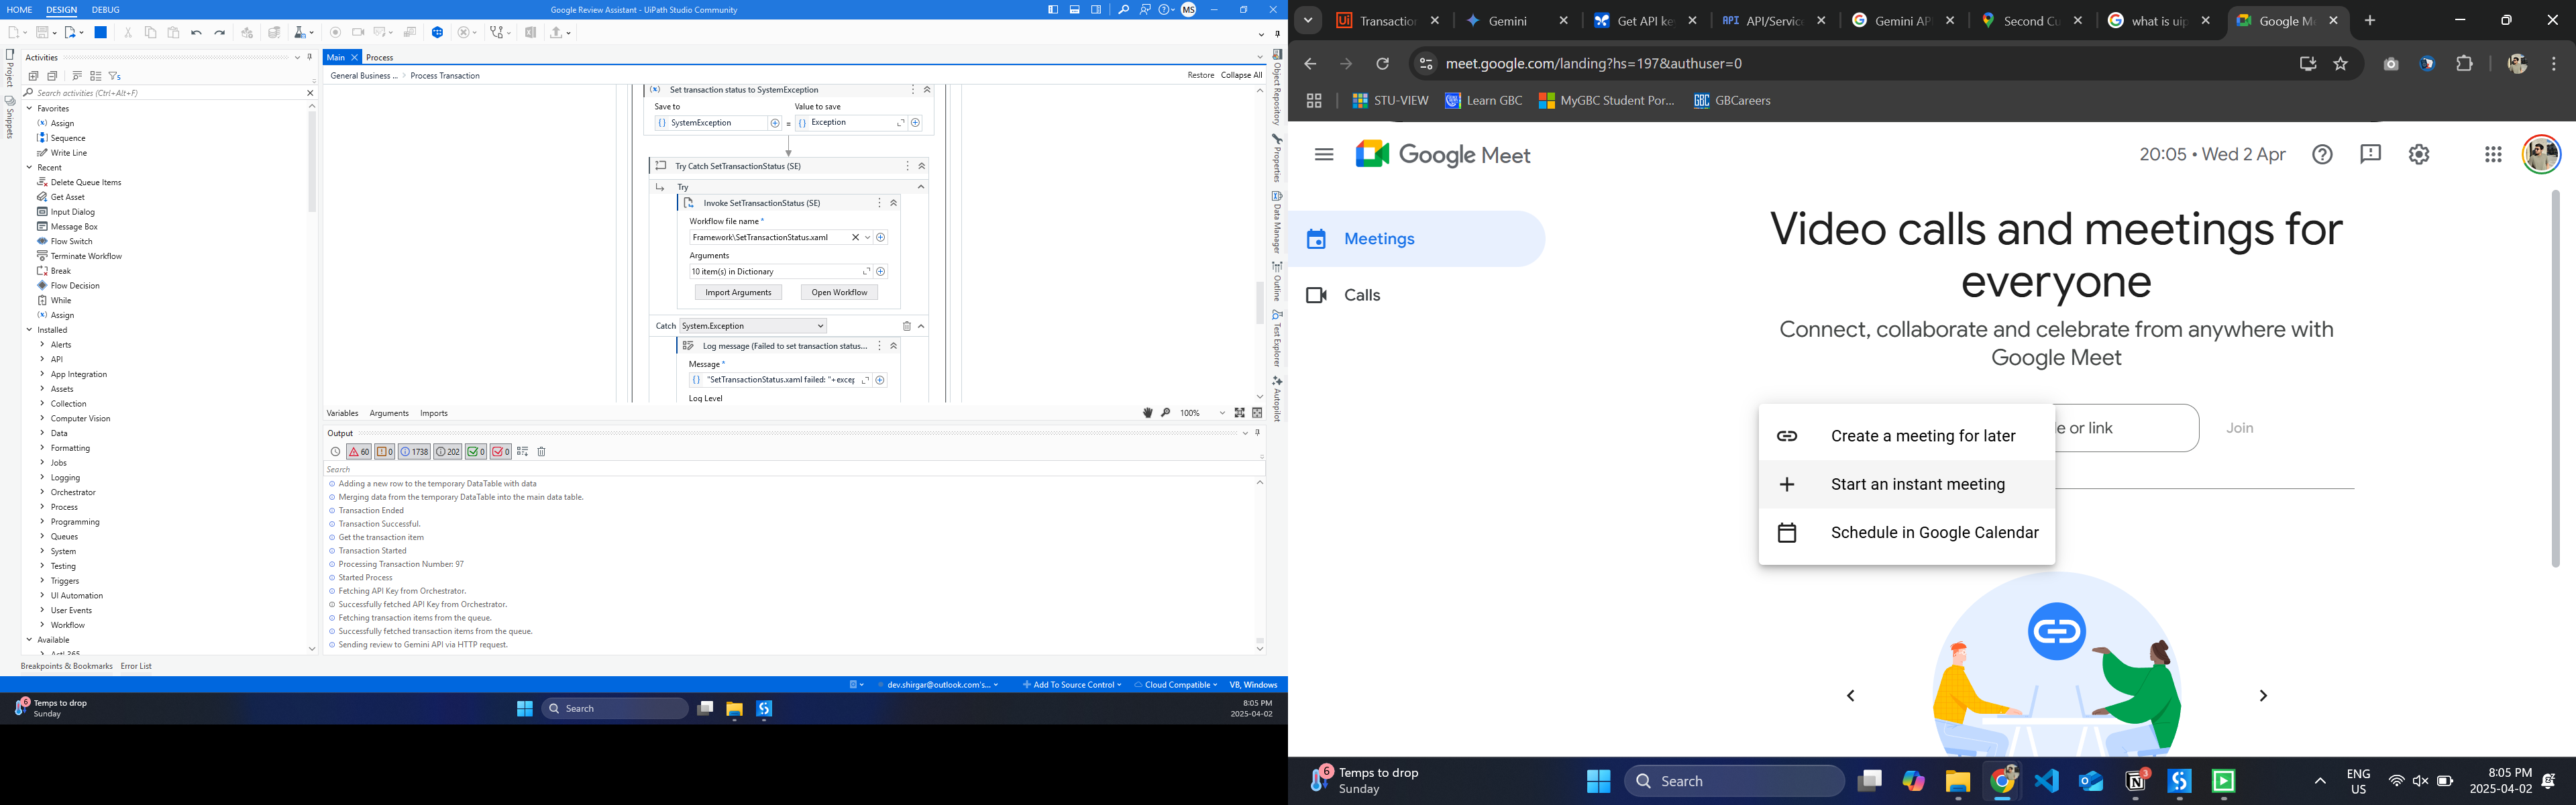 HOME DESIGN DEBUG
Google Review Assistant - UiPath Studio Community
MS
Activities
Search activities (Ctrl+Alt+F)
Favorites
Assign
Sequence
Write Line
Recent
Delete Queue Items
Get Asset
Input Dialog
Message Box
Flow Switch
Terminate Workflow
Break
Flow Decision
While
Assign
Installed
Alerts
API
App Integration
Assets
Collection
Computer Vision
Data
Formatting
Jobs
Logging
Orchestrator
Process
Programming
Queues
System
Testing
Triggers
UI Automation
User Events
Workflow
Available
Project
Snippets
Breakpoints & Bookmarks Error List
Main Process
General Business ... > Process Transaction
Restore Collapse All
Set transaction status to SystemException
Save to Value to save
SystemException = Exception
Try Catch SetTransactionStatus (SE)
Try
Invoke SetTransactionStatus (SE)
Workflow file name *
Framework\SetTransactionStatus.xaml
Arguments
10 item(s) in Dictionary
Import Arguments Open Workflow
Catch System.Exception
Log message (Failed to set transaction status...
Message *
"SetTransactionStatus.xaml failed: "+excep
Log Level
Variables Arguments Imports
100%
Output
60 0 1738 202 0 0
Search
Adding a new row to the temporary DataTable with data
Merging data from the temporary DataTable into the main data table.
Transaction Ended
Transaction Successful.
Get the transaction item
Transaction Started
Processing Transaction Number: 97
Started Process
Fetching API Key from Orchestrator.
Successfully fetched API Key from Orchestrator.
Fetching transaction items from the queue.
Successfully fetched transaction items from the queue.
Sending review to Gemini API via HTTP request.
Object Repository
Properties
Data Manager
Outline
Test Explorer
Autopilot
dev.shirgar@outlook.com's... Add To Source Control Cloud Compatible VB, Windows
6
Temps to drop
Sunday
Search
8:05 PM
2025-04-02
Transaction Gemini Get API ke API/Service Gemini AP Second Cu what is uip Google Me
meet.google.com/landing?hs=197&authuser=0
STU-VIEW Learn GBC MyGBC Student Por... GBCareers
Google Meet
20:05 • Wed 2 Apr
Meetings
Calls
Video calls and meetings for
everyone
Connect, collaborate and celebrate from anywhere with
Google Meet
Create a meeting for later
Start an instant meeting
Schedule in Google Calendar
le or link
Join
6
Temps to drop
Sunday
Search
3
ENG
US
8:05 PM
2025-04-02